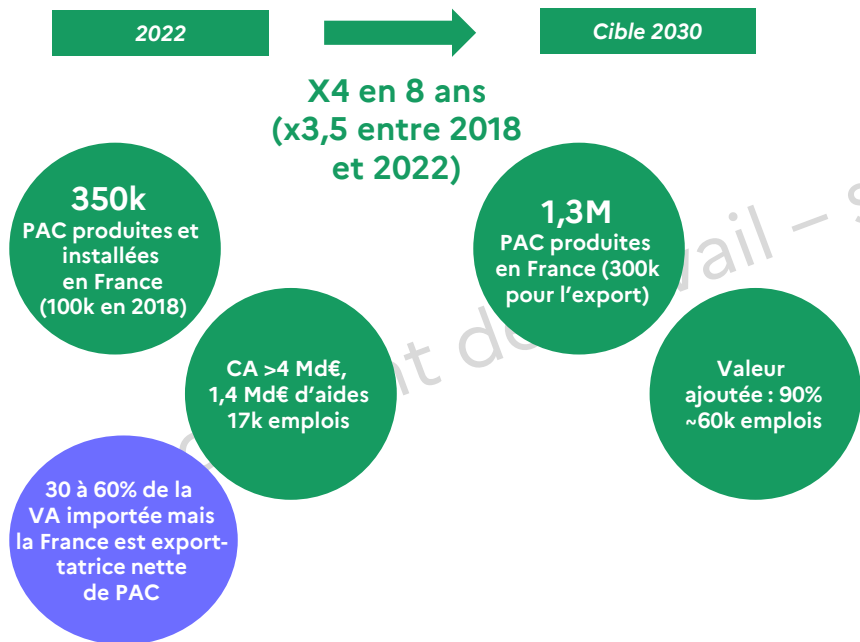 2022
Cible 2030
X4 en 8 ans
(x3,5 entre 2018
et 2022)
350k
PAC produites et
installées
en France
(100k en 2018)
1,3M
PAC produites
en France (300k
pour l’export)
CA >4 Md€,
1,4 Md€ d’aides
17k emplois
Valeur
ajoutée : 90%
~60k emplois
30 à 60% de la
VA importée mais
la France est export-
tatrice nette
de PAC